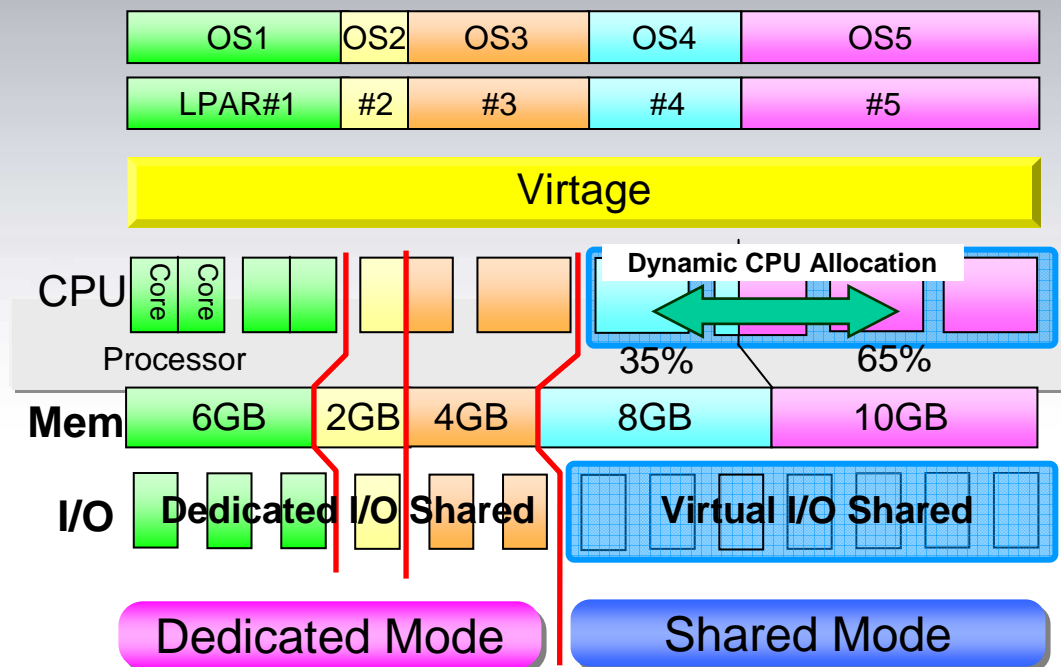 OS1 OS2 OS3 OS4 OS5
LPAR#1 #2 #3 #4 #5
Virtage
Dynamic CPU Allocation
CPU Core Core
Processor 35% 65%
Mem 6GB 2GB 4GB 8GB 10GB
I/O Dedicated I/O Shared Virtual I/O Shared
Dedicated Mode Shared Mode